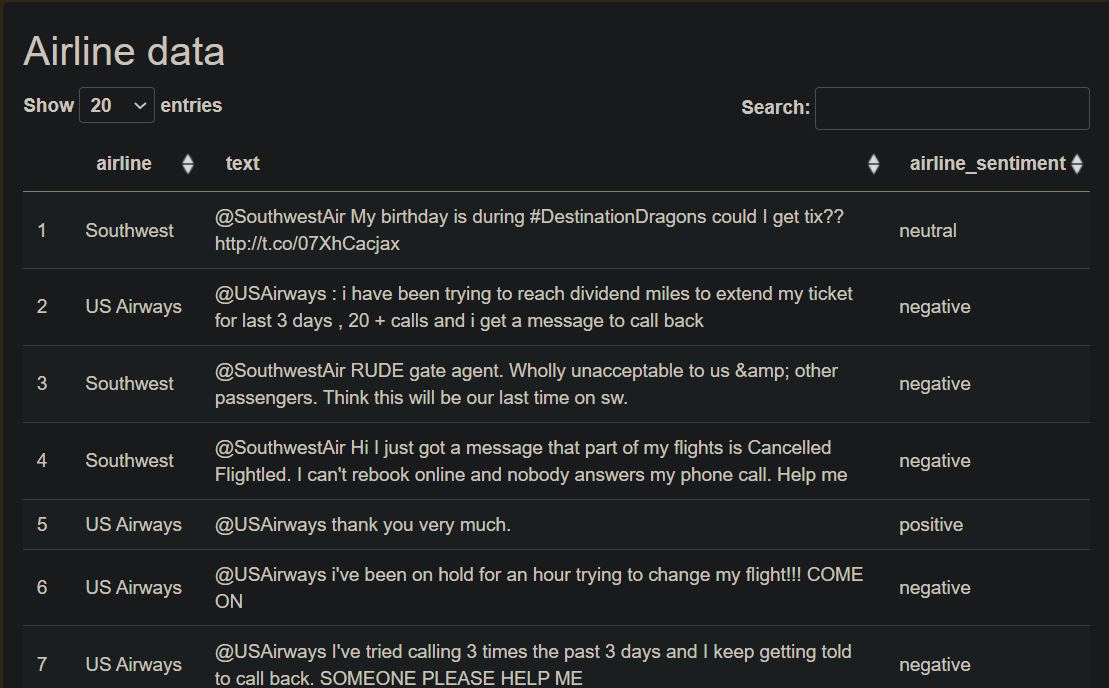 Airline data
Show 20 entries
Search:
airline text airline_sentiment
1 Southwest @SouthwestAir My birthday is during #DestinationDragons could I get tix?? neutral
http://t.co/07XhCacjax
2 US Airways @USAirways : i have been trying to reach dividend miles to extend my ticket negative
for last 3 days , 20 + calls and i get a message to call back
3 Southwest @SouthwestAir RUDE gate agent. Wholly unacceptable to us &amp; other negative
passengers. Think this will be our last time on sw.
4 Southwest @SouthwestAir Hi I just got a message that part of my flights is Cancelled negative
Flightled. I can't rebook online and nobody answers my phone call. Help me
5 US Airways @USAirways thank you very much. positive
6 US Airways @USAirways i've been on hold for an hour trying to change my flight!!! COME negative
ON
7 US Airways @USAirways I've tried calling 3 times the past 3 days and I keep getting told negative
to call back. SOMEONE PLEASE HELP ME